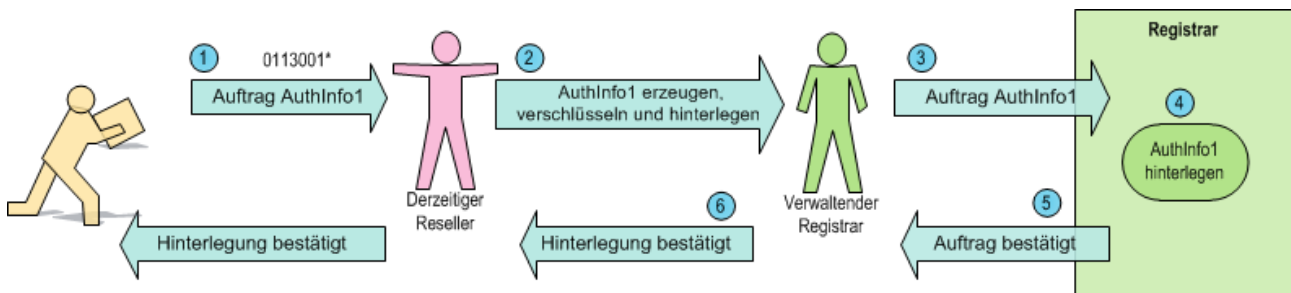 Registrar
1
0113001*
Auftrag AuthInfo1
2
AuthInfo1 erzeugen,
verschlüsseln und hinterlegen
3
Auftrag AuthInfo1
4
AuthInfo1
hinterlegen
Derzeitiger
Reseller
Verwaltender
Registrar
5
Auftrag bestätigt
6
Hinterlegung bestätigt
Hinterlegung bestätigt